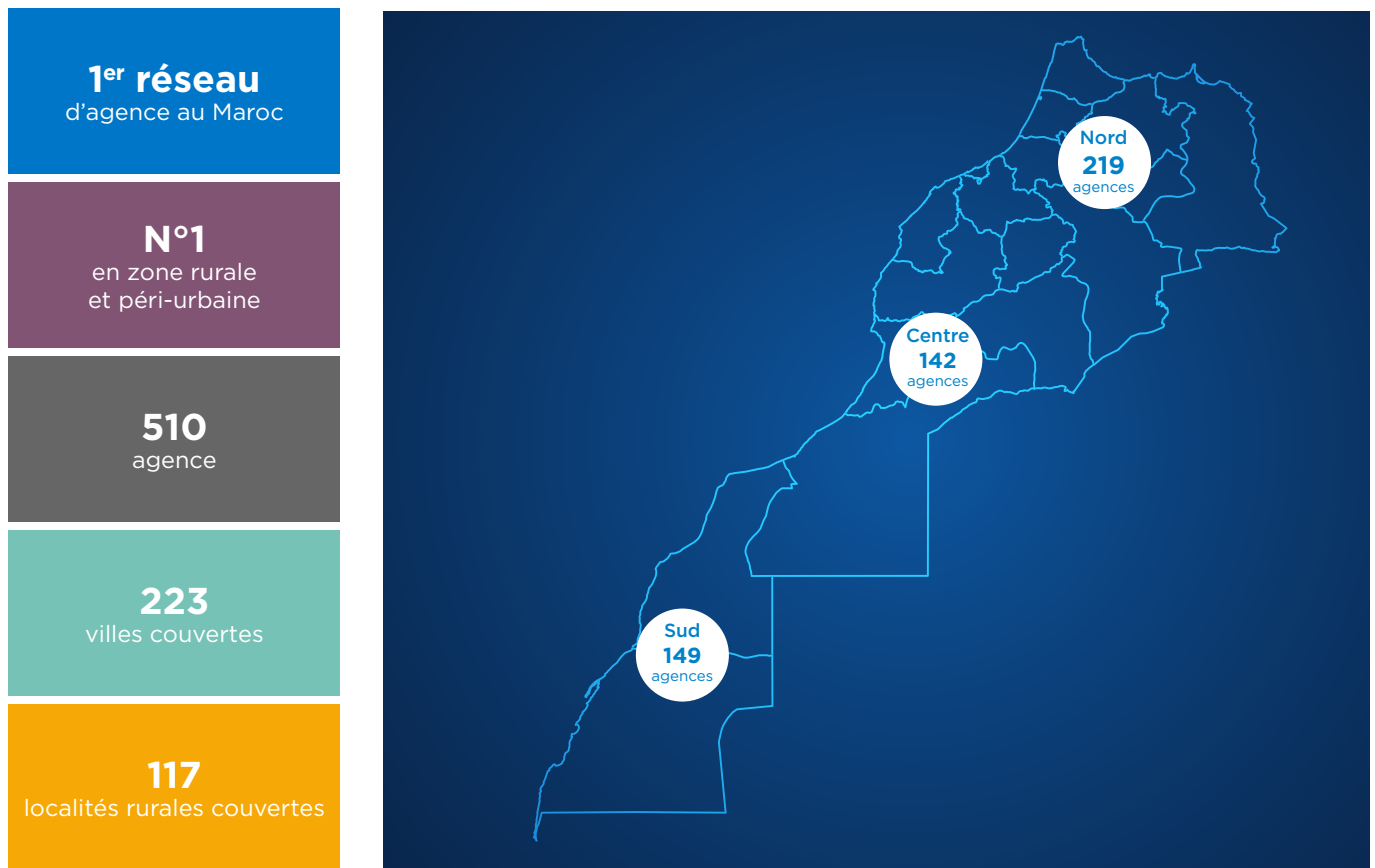 1er réseau
d'agence au Maroc
N°1
en zone rurale
et péri-urbaine
510
agence
223
villes couvertes
117
localités rurales couvertes
Nord
219
agences
Centre
142
agences
Sud
149
agences